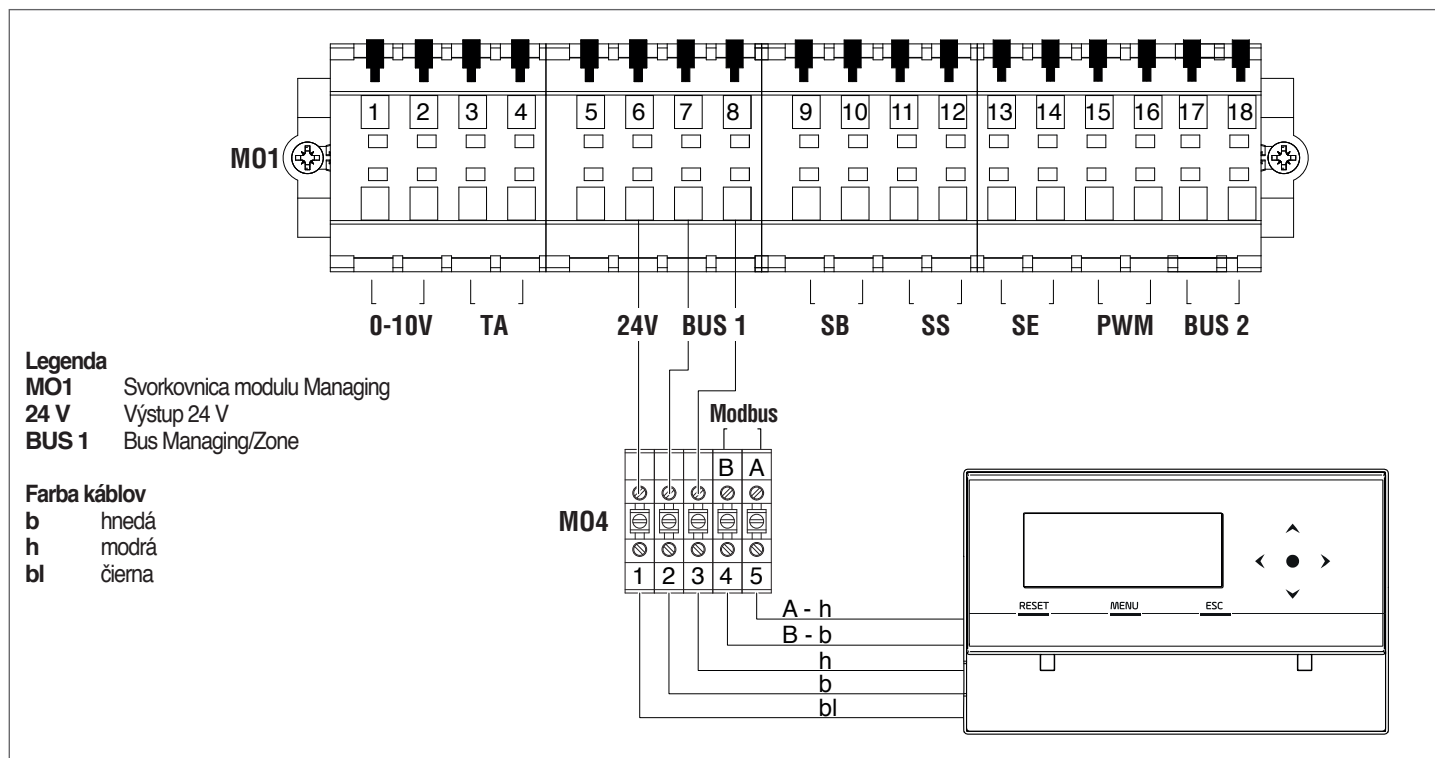 1 2 3 4 5 6 7 8 9 10 11 12 13 14 15 16 17 18
MO1
0-10V TA 24V BUS 1 SB SS SE PWM BUS 2
Legenda
MO1 Svorkovnica modulu Managing
24 V Výstup 24 V
BUS 1 Bus Managing/Zone
Farba káblov
b hnedá
h modrá
bl čierna
Modbus
B A
MO4
1 2 3 4 5
A - h
B - b
h
b
bl
RESET MENU ESC